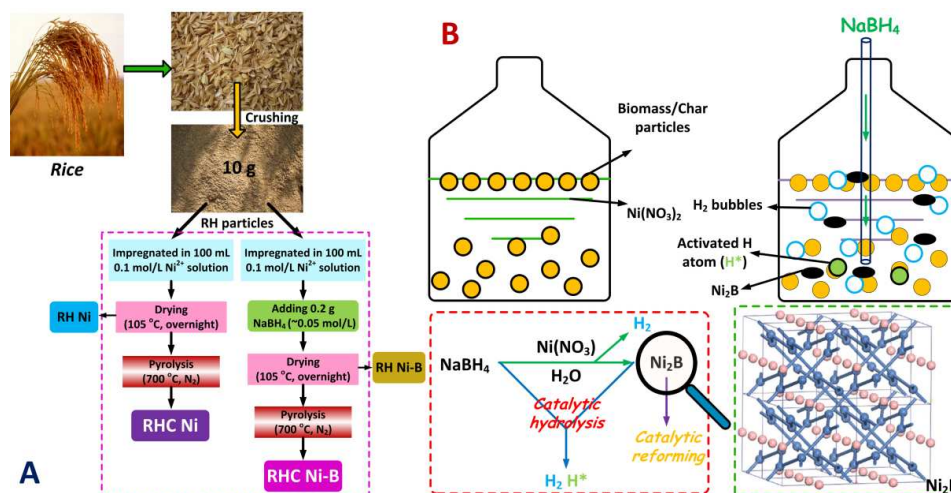 Rice
Crushing
10 g
RH particles
Impregnated in 100 mL
0.1 mol/L Ni²⁺ solution
Impregnated in 100 mL
0.1 mol/L Ni²⁺ solution
RH Ni
Drying
(105 °C, overnight)
Adding 0.2 g
NaBH₄ (~0.05 mol/L)
Pyrolysis
(700 °C, N₂)
Drying
(105 °C, overnight)
RH Ni-B
RHC Ni
Pyrolysis
(700 °C, N₂)
RHC Ni-B
A
B
NaBH₄
Biomass/Char
particles
Ni(NO₃)₂
H₂ bubbles
Activated H
atom (H*)
Ni₂B
NaBH₄
Ni(NO₃)
H₂O
H₂
Ni₂B
Catalytic
hydrolysis
Catalytic
reforming
H₂ H*